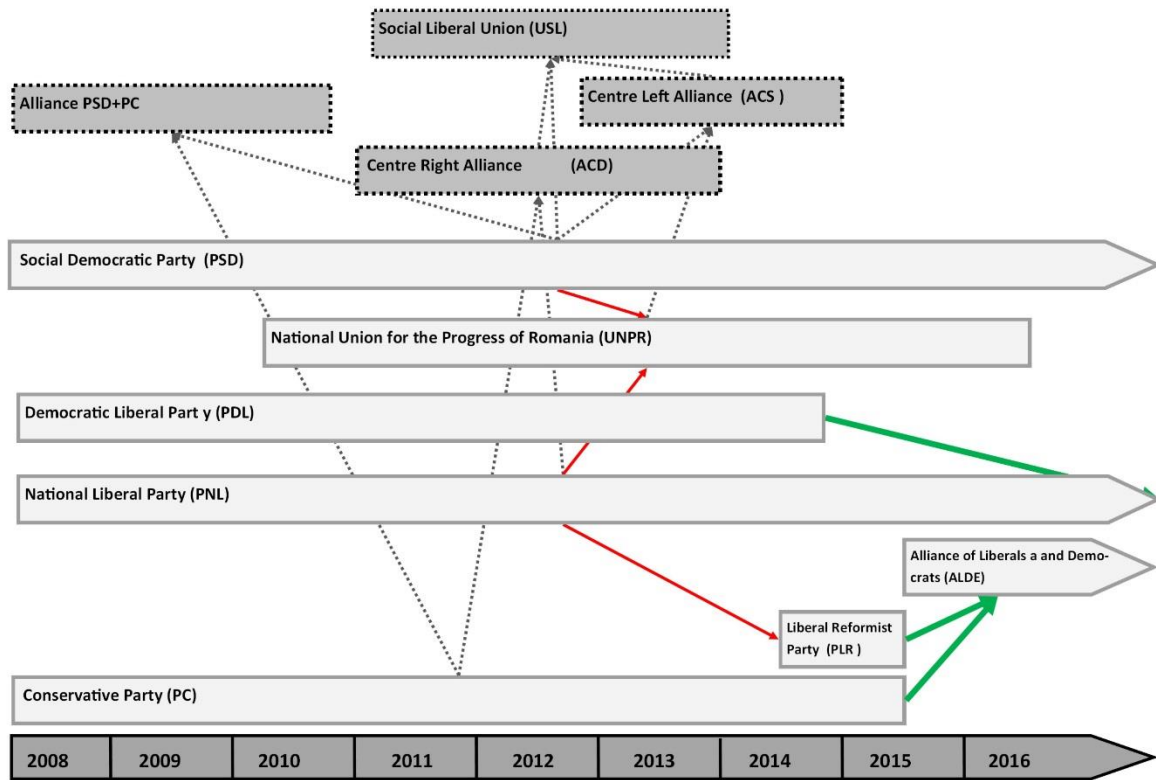 Social Liberal Union (USL)
Alliance PSD+PC
Centre Left Alliance (ACS )
Centre Right Alliance (ACD)
Social Democratic Party (PSD)
National Union for the Progress of Romania (UNPR)
Democratic Liberal Part y (PDL)
National Liberal Party (PNL)
Alliance of Liberals a and Demo-
crats (ALDE)
Liberal Reformist
Party (PLR )
Conservative Party (PC)
2008 2009 2010 2011 2012 2013 2014 2015 2016